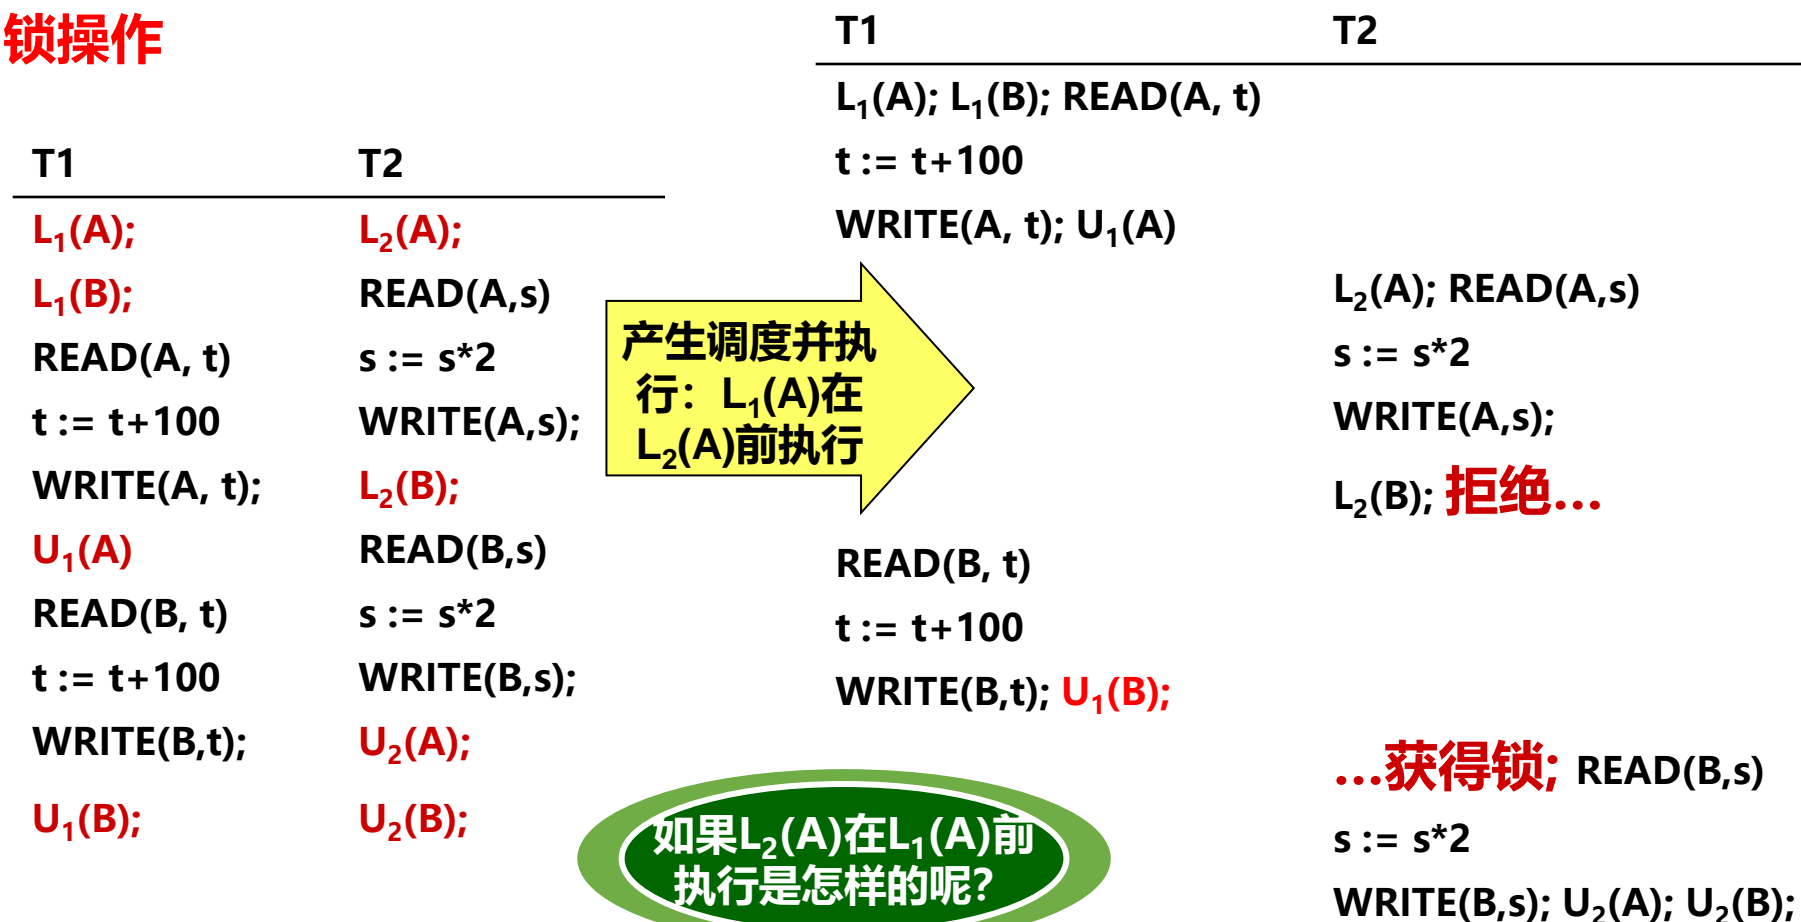 锁操作
T1 T2
L₁(A); L₂(A);
L₁(B); READ(A,s)
READ(A, t) s := s*2
t := t+100 WRITE(A,s);
WRITE(A, t); L₂(B);
U₁(A) READ(B,s)
READ(B, t) s := s*2
t := t+100 WRITE(B,s);
WRITE(B,t); U₂(A);
U₁(B); U₂(B);
产生调度并执
行：L₁(A)在
L₂(A)前执行
T1 T2
L₁(A); L₁(B); READ(A, t)
t := t+100
WRITE(A, t); U₁(A)
L₂(A); READ(A,s)
s := s*2
WRITE(A,s);
L₂(B); 拒绝…
READ(B, t)
t := t+100
WRITE(B,t); U₁(B);
…获得锁; READ(B,s)
s := s*2
WRITE(B,s); U₂(A); U₂(B);
如果L₂(A)在L₁(A)前
执行是怎样的呢?